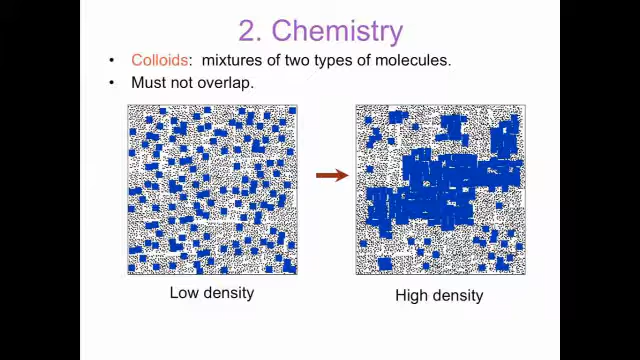 2. Chemistry
• Colloids: mixtures of two types of molecules.
• Must not overlap.
Low density
High density